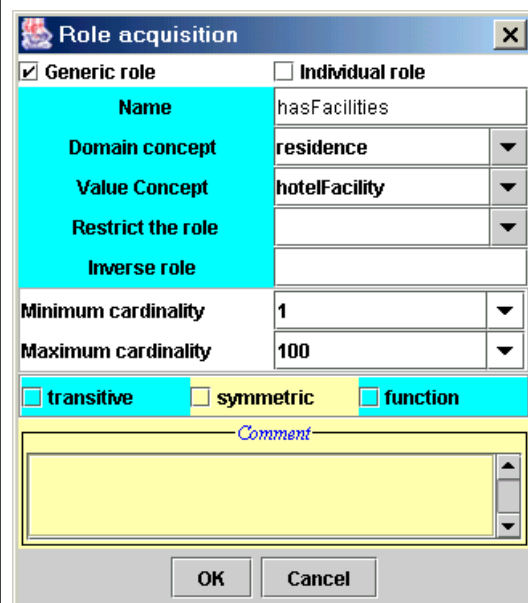 Role acquisition
Generic role Individual role
Name hasFacilities
Domain concept residence
Value Concept hotelFacility
Restrict the role
Inverse role
Minimum cardinality 1
Maximum cardinality 100
transitive symmetric function
Comment
OK Cancel